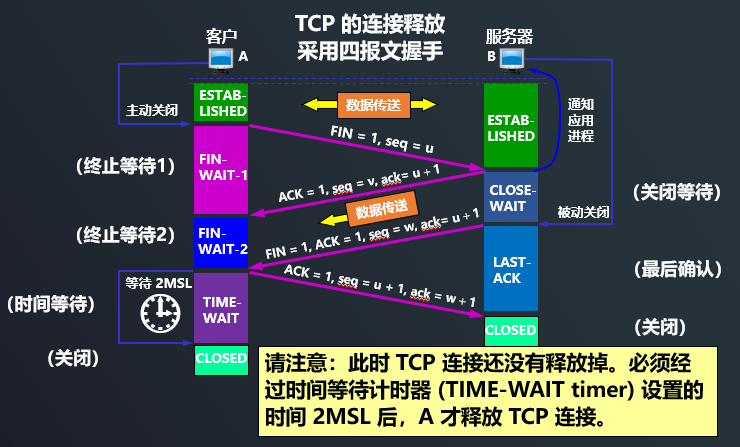 TCP 的连接释放
采用四报文握手
客户
A
服务器
B
ESTAB-
LISHED
主动关闭
数据传送
ESTAB-
LISHED
通知
应用
进程
FIN = 1, seq = u
(终止等待1)
FIN-
WAIT-1
ACK = 1, seq = v, ack= u + 1
CLOSE-
WAIT
(关闭等待)
数据传送
被动关闭
(终止等待2)
FIN-
WAIT-2
FIN = 1, ACK = 1, seq = w, ack= u + 1
LAST-
ACK
(最后确认)
等待 2MSL
ACK = 1, seq = u + 1, ack = w + 1
(时间等待)
TIME-
WAIT
CLOSED
(关闭)
(关闭)
CLOSED
请注意：此时 TCP 连接还没有释放掉。必须经
过时间等待计时器 (TIME-WAIT timer) 设置的
时间 2MSL 后，A 才释放 TCP 连接。